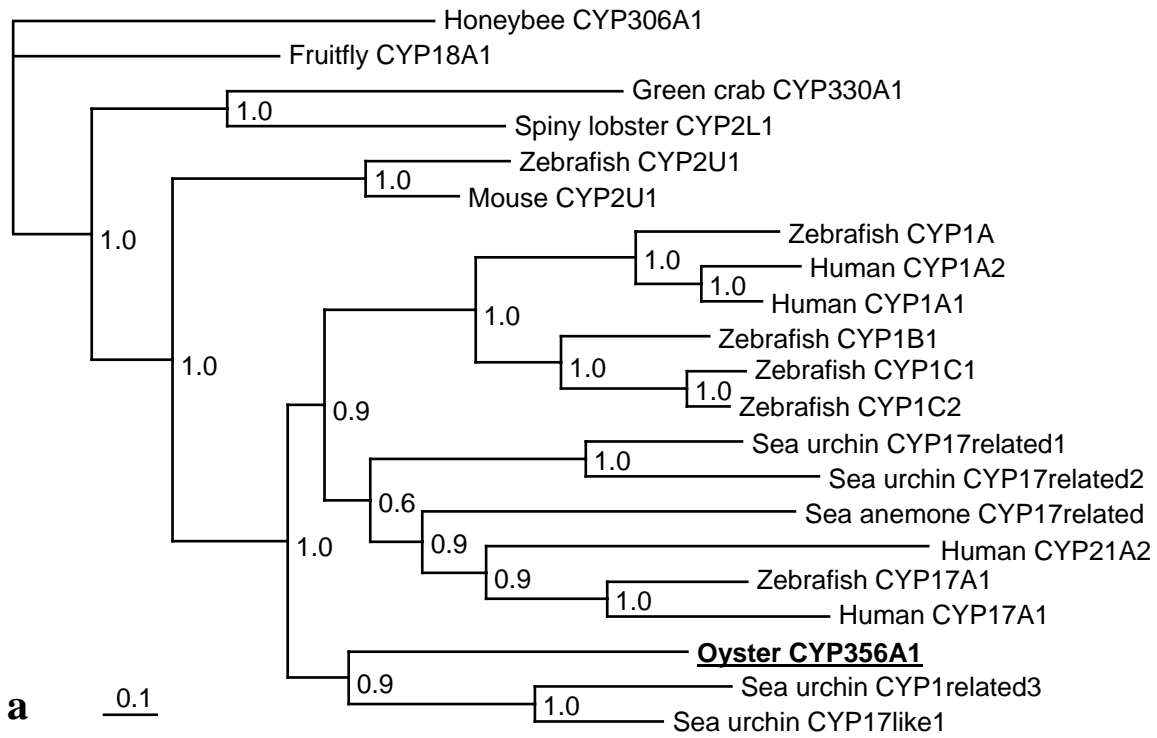 Honeybee CYP306A1
Fruitfly CYP18A1
Green crab CYP330A1
1.0
Spiny lobster CYP2L1
Zebrafish CYP2U1
1.0
Mouse CYP2U1
Zebrafish CYP1A
1.0
1.0
Human CYP1A2
1.0
Human CYP1A1
1.0
Zebrafish CYP1B1
1.0
1.0
Zebrafish CYP1C1
1.0
Zebrafish CYP1C2
0.9
Sea urchin CYP17related1
1.0
Sea urchin CYP17related2
0.6
Sea anemone CYP17related
1.0
0.9
Human CYP21A2
0.9
Zebrafish CYP17A1
1.0
Human CYP17A1
Oyster CYP356A1
0.9
Sea urchin CYP1related3
1.0
Sea urchin CYP17like1
a
0.1